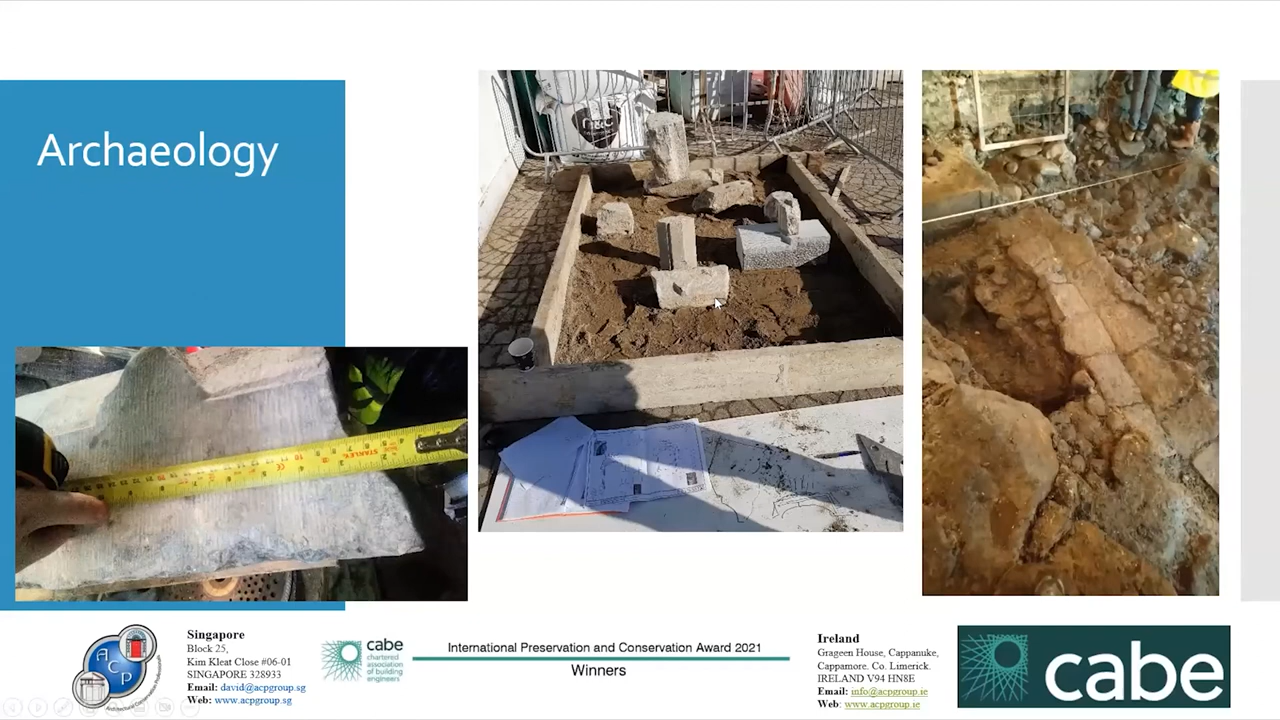 Archaeology
STANLEY
Singapore
Block 25,
Kim Kleat Close #06-01
SINGAPORE 328933
Email: david@acpgroup.sg
Web: www.acpgroup.sg
A C P
cabe
chartered
association of
building
engineers
International Preservation and Conservation Award 2021
Winners
Ireland
Grageen House, Cappanuke,
Cappamore. Co. Limerick.
IRELAND V94 HN8E
Email: info@acpgroup.ie
Web: www.acpgroup.ie
cabe